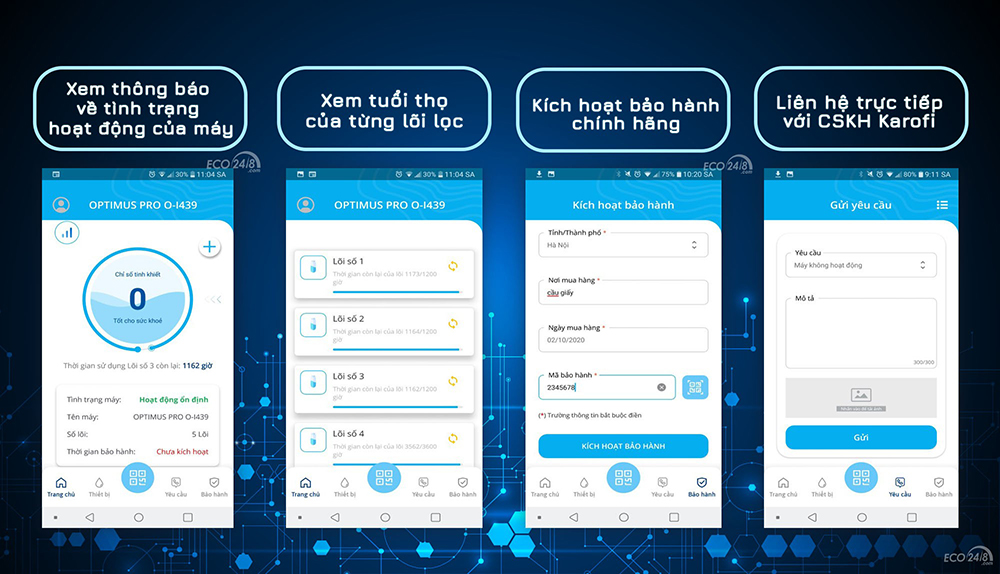 Xem thông báo
về tình trạng
hoạt động của máy
Xem tuổi thọ
của từng lõi lọc
Kích hoạt bảo hành
chính hãng
Liên hệ trực tiếp
với CSKH Karofi
ECO 24/8
.com
ECO 24/8
.com
30% 11:04 SA
OPTIMUS PRO O-I439
Chỉ số tinh khiết
0
Tốt cho sức khoẻ
Thời gian sử dụng Lõi số 3 còn lại: 1162 giờ
Tình trạng máy: Hoạt động ổn định
Tên máy: OPTIMUS PRO O-I439
Số lõi: 5 Lõi
Thời gian bảo hành: Chưa kích hoạt
Trang chủ Thiết bị Yêu cầu Bảo hành
30% 11:04 SA
OPTIMUS PRO O-I439
Lõi số 1
Thời gian còn lại của lõi 1173/1200
giờ
Lõi số 2
Thời gian còn lại của lõi 1164/1200
giờ
Lõi số 3
Thời gian còn lại của lõi 1162/1200
giờ
Lõi số 4
Thời gian còn lại của lõi 3562/3600
giờ
Trang chủ Thiết bị Yêu cầu Bảo hành
75% 10:20 SA
Kích hoạt bảo hành
Tỉnh/Thành phố *
Hà Nội
Nơi mua hàng *
cầu giấy
Ngày mua hàng *
02/10/2020
Mã bảo hành *
2345678
(*) Trường thông tin bắt buộc điền
KÍCH HOẠT BẢO HÀNH
Trang chủ Thiết bị Yêu cầu Bảo hành
80% 9:11 SA
Gửi yêu cầu
Yêu cầu
Máy không hoạt động
Mô tả
300/300
Nhấn vào để tải ảnh
Gửi
Trang chủ Thiết bị Yêu cầu Bảo hành
ECO 24/8
.com